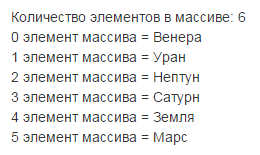 Количество элементов в массиве: 6
0 элемент массива = Венера
1 элемент массива = Уран
2 элемент массива = Нептун
3 элемент массива = Сатурн
4 элемент массива = Земля
5 элемент массива = Марс